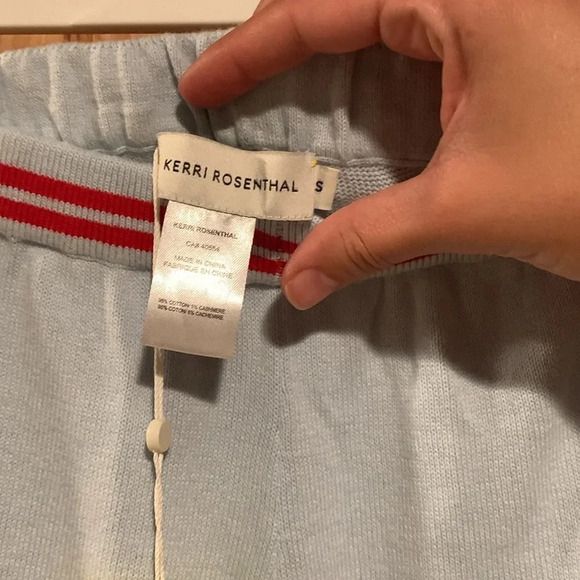 KERRI ROSENTHAL
S
KERRI ROSENTHAL
CA# 40554
MADE IN CHINA
FABRIQUE EN CHINE
95% COTTON 5% CASHMERE
95% COTON 5% CACHEMIRE